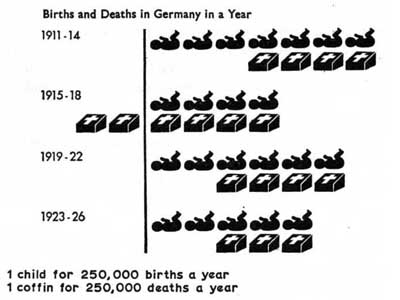 Births and Deaths in Germany in a Year
1911-14
1915-18
1919-22
1923-26
1 child for 250,000 births a year
1 coffin for 250,000 deaths a year